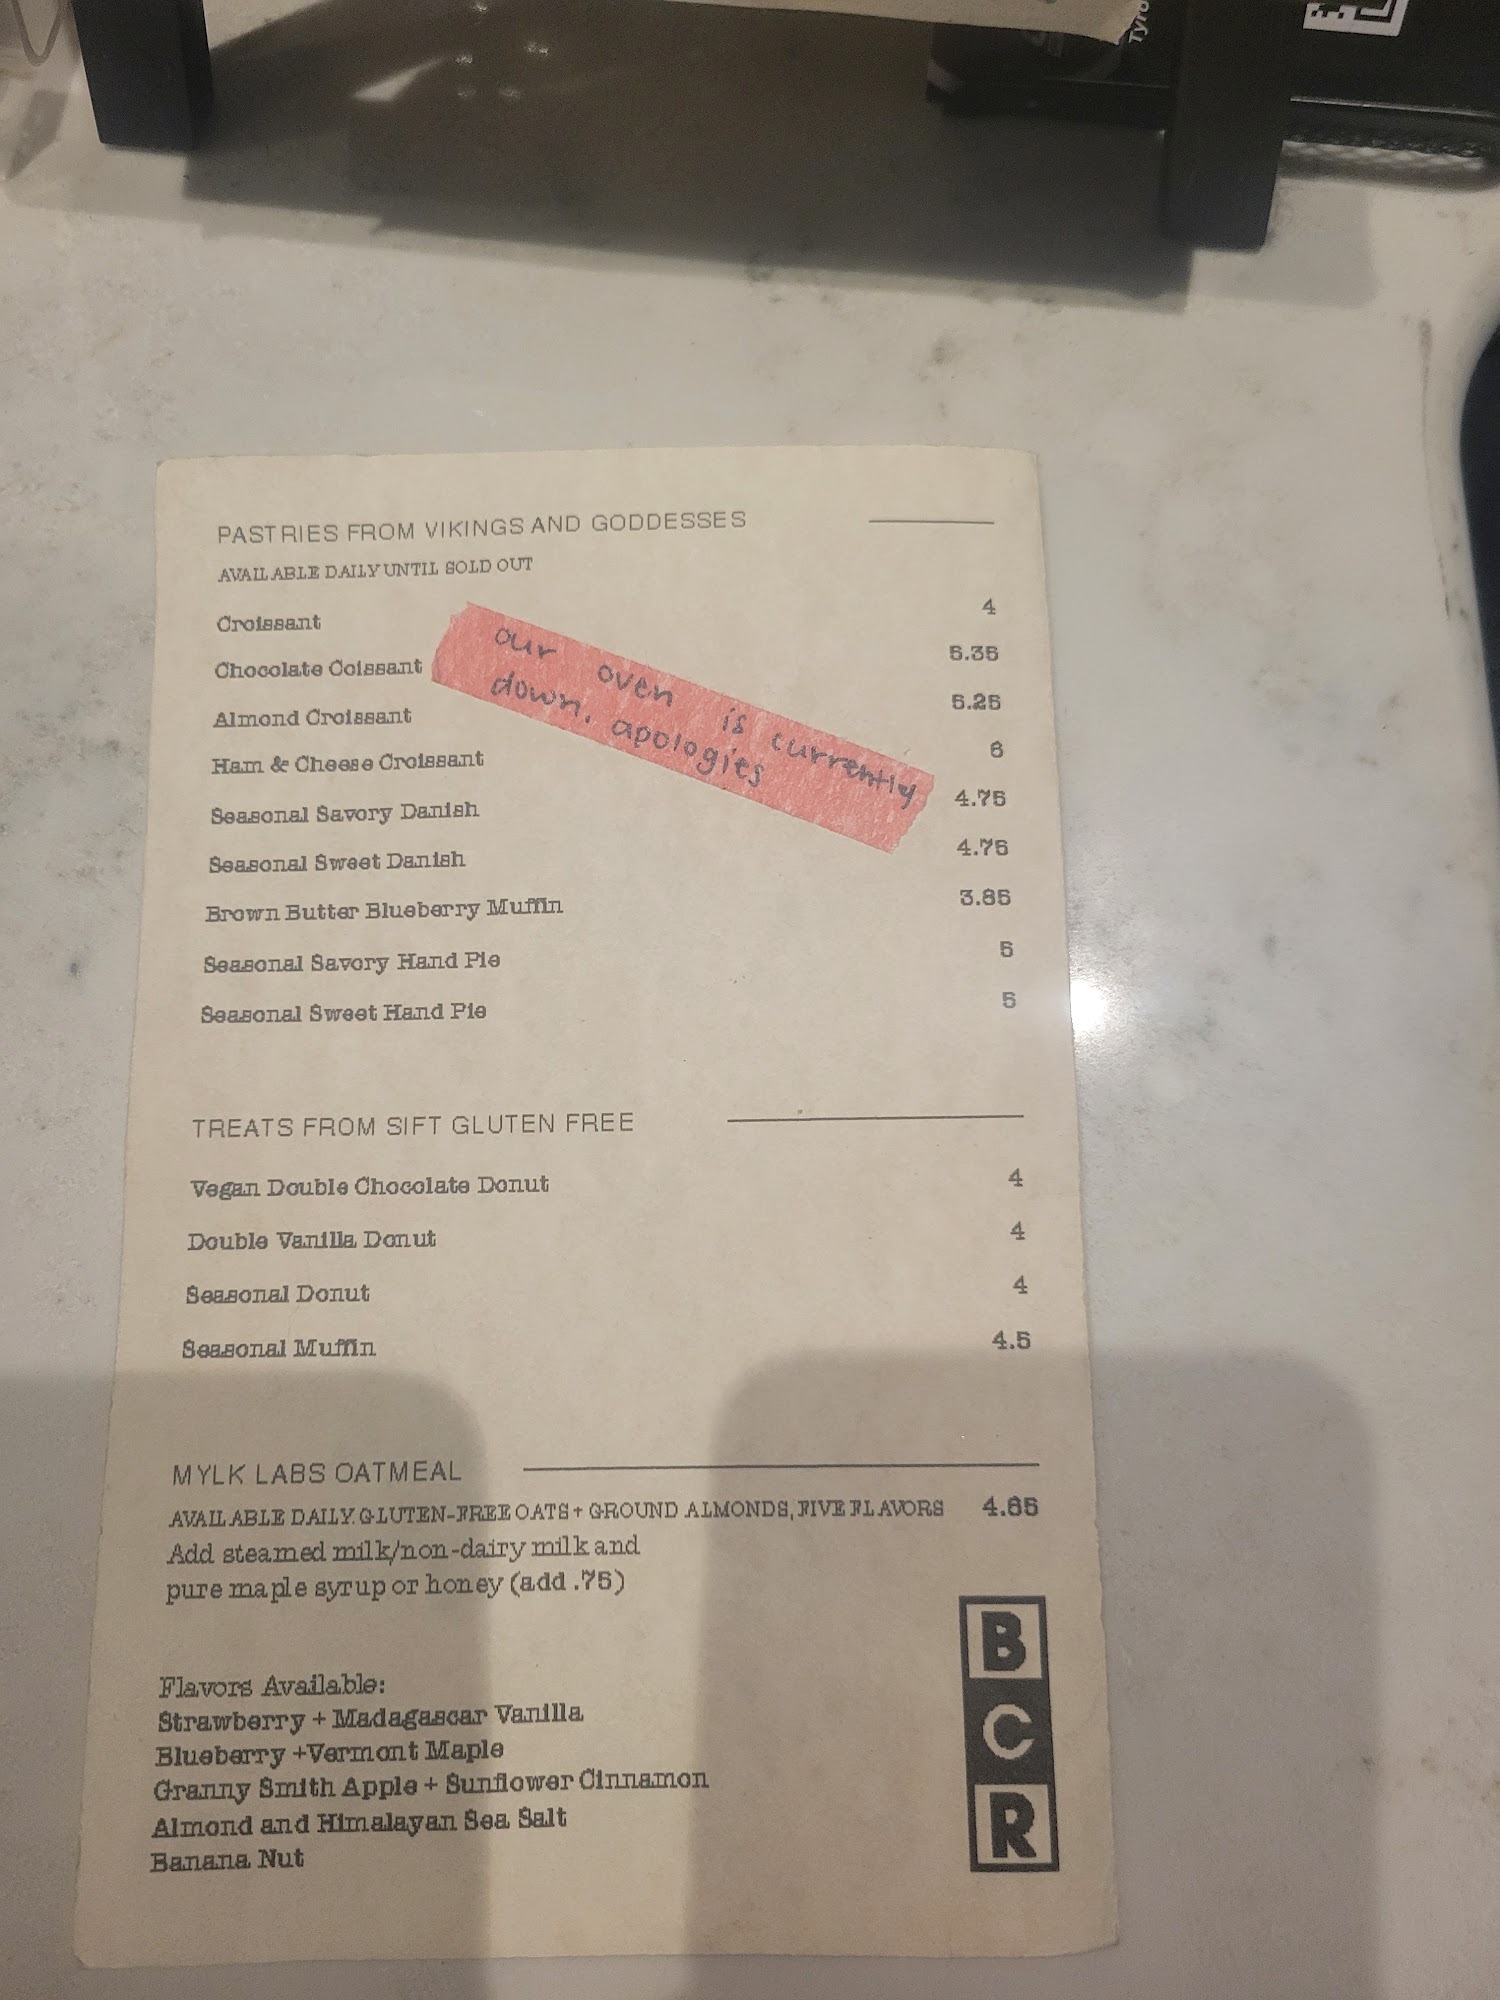 Tyro
PASTRIES FROM VIKINGS AND GODDESSES
AVAILABLE DAILY UNTIL SOLD OUT
Croissant 4
Chocolate Coissant 5.35
Almond Croissant 5.25
Ham & Cheese Croissant 6
Seasonal Savory Danish 4.75
Seasonal Sweet Danish 4.75
Brown Butter Blueberry Muffin 3.85
Seasonal Savory Hand Pie 5
Seasonal Sweet Hand Pie 5
our oven is currently
down. apologies
TREATS FROM SIFT GLUTEN FREE
Vegan Double Chocolate Donut 4
Double Vanilla Donut 4
Seasonal Donut 4
Seasonal Muffin 4.5
MYLK LABS OATMEAL
AVAILABLE DAILY. GLUTEN-FREE OATS + GROUND ALMONDS, FIVE FLAVORS 4.65
Add steamed milk/non-dairy milk and
pure maple syrup or honey (add .75)
Flavors Available:
Strawberry + Madagascar Vanilla
Blueberry +Vermont Maple
Granny Smith Apple + Sunflower Cinnamon
Almond and Himalayan Sea Salt
Banana Nut
B
C
R